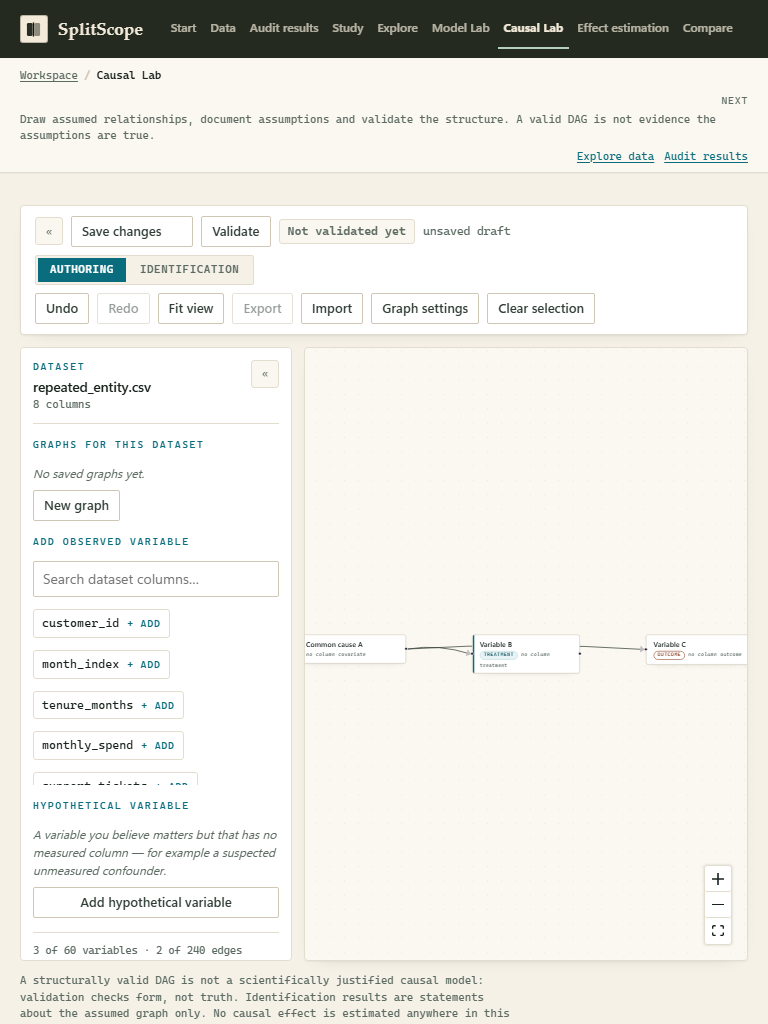 SplitScope Start Data Audit results Study Explore Model Lab Causal Lab Effect estimation Compare
Workspace / Causal Lab
NEXT
Draw assumed relationships, document assumptions and validate the structure. A valid DAG is not evidence the
assumptions are true.
Explore data Audit results
« Save changes Validate Not validated yet unsaved draft
AUTHORING IDENTIFICATION
Undo Redo Fit view Export Import Graph settings Clear selection
DATASET
repeated_entity.csv
8 columns
«
GRAPHS FOR THIS DATASET
No saved graphs yet.
New graph
ADD OBSERVED VARIABLE
Search dataset columns...
customer_id + ADD
month_index + ADD
tenure_months + ADD
monthly_spend + ADD
support_tickets + ADD
HYPOTHETICAL VARIABLE
A variable you believe matters but that has no
measured column — for example a suspected
unmeasured confounder.
Add hypothetical variable
3 of 60 variables · 2 of 240 edges
Common cause A
no column covariate
Variable B
TREATMENT no column
treatment
Variable C
OUTCOME no column outcome
A structurally valid DAG is not a scientifically justified causal model:
validation checks form, not truth. Identification results are statements
about the assumed graph only. No causal effect is estimated anywhere in this